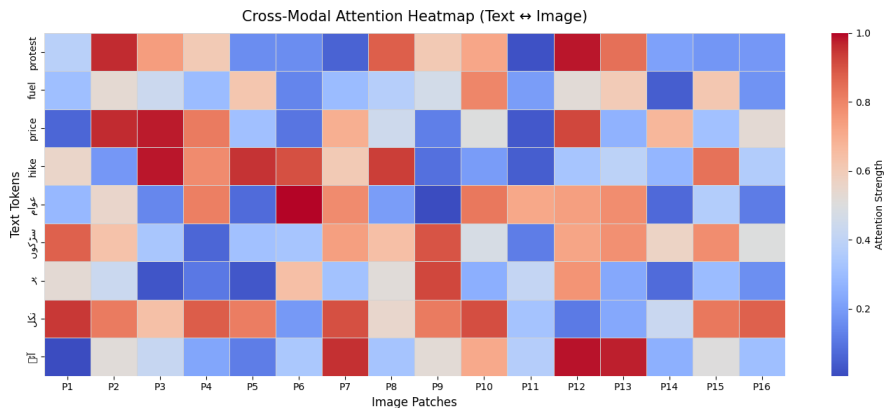 Cross-Modal Attention Heatmap (Text ↔ Image)
Text Tokens
protest
fuel
price
hike
عوام
سڑکوں
پر
نکل
P1 P2 P3 P4 P5 P6 P7 P8 P9 P10 P11 P12 P13 P14 P15 P16
Image Patches
1.0
0.8
0.6
0.4
0.2
Attention Strength